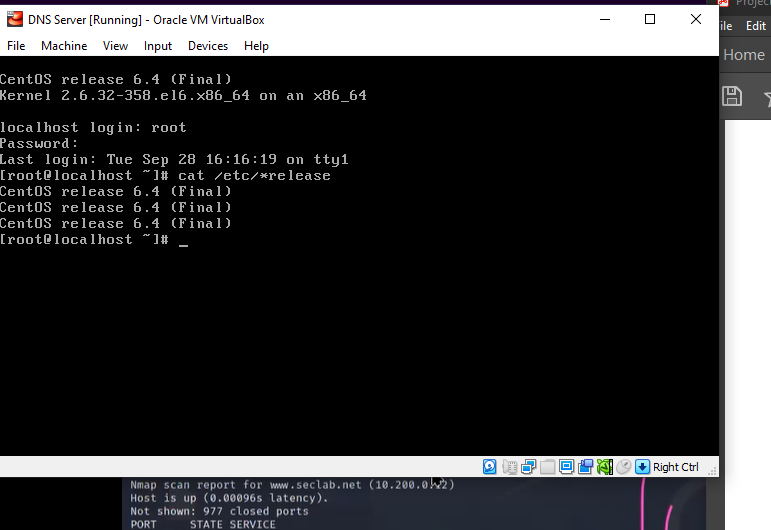 DNS Server [Running] - Oracle VM VirtualBox
File Machine View Input Devices Help
CentOS release 6.4 (Final)
Kernel 2.6.32-358.el6.x86_64 on an x86_64
localhost login: root
Password:
Last login: Tue Sep 28 16:16:19 on tty1
[root@localhost ~]# cat /etc/*release
CentOS release 6.4 (Final)
CentOS release 6.4 (Final)
CentOS release 6.4 (Final)
[root@localhost ~]# _
Right Ctrl
Project
ile Edit
Home
Nmap scan report for www.seclab.net (10.200.0.12)
Host is up (0.00096s latency).
Not shown: 977 closed ports
PORT STATE SERVICE